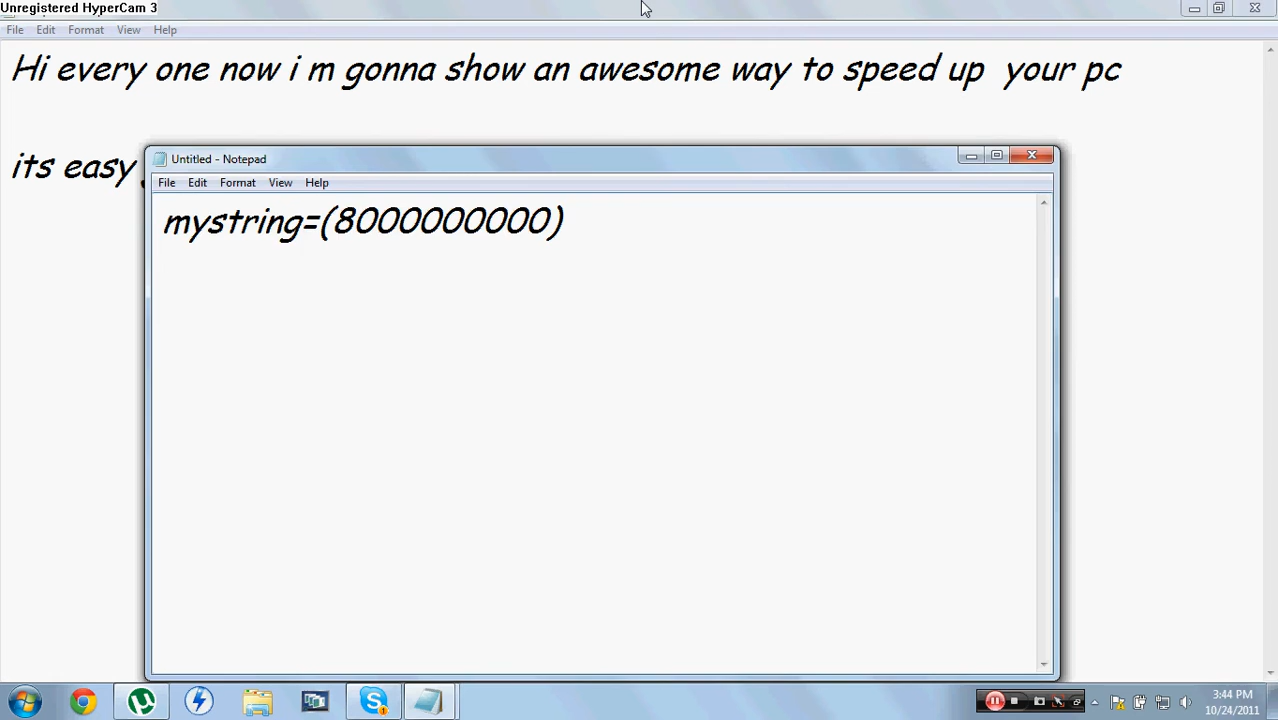 Unregistered HyperCam 3
File Edit Format View Help
Hi every one now i m gonna show an awesome way to speed up your pc
its easy
Untitled - Notepad
File Edit Format View Help
mystring=(8000000000)
3:44 PM
10/24/2011